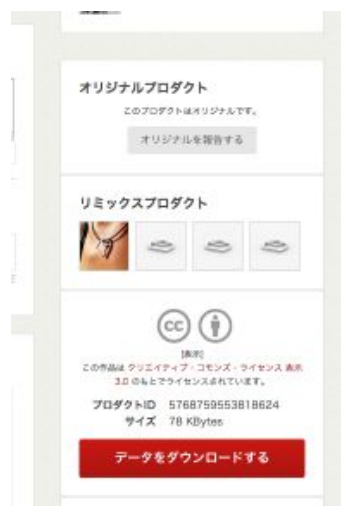 オリジナルプロダクト
このプロダクトはオリジナルです。
オリジナルを報告する
リミックスプロダクト
cc
[表示]
この作品は クリエイティブ・コモンズ・ライセンス 表示
3.0 のもとでライセンスされています。
プロダクトID 5768759553818624
サイズ 78 KBytes
データをダウンロードする